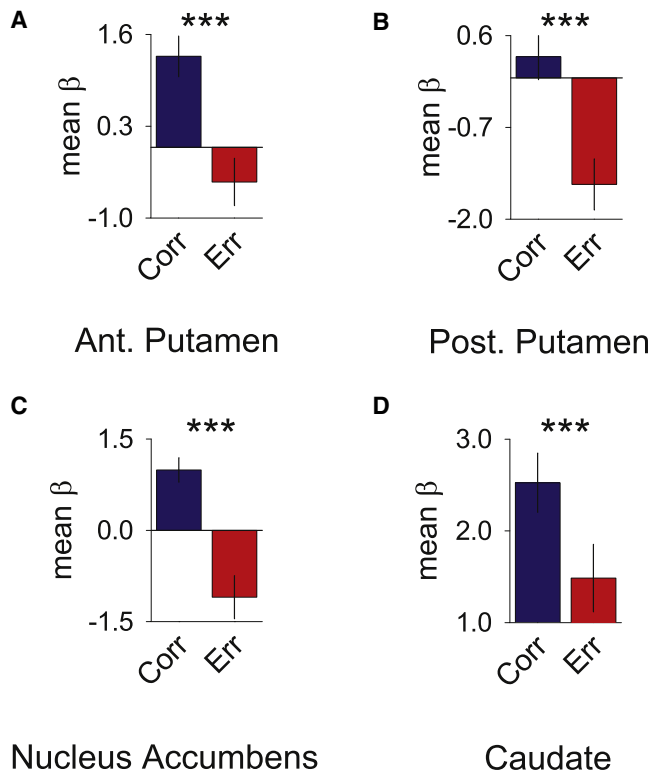 A
***
1.6
0.3
-1.0
mean β
Corr
Err
Ant. Putamen
B
***
0.6
-0.7
-2.0
mean β
Corr
Err
Post. Putamen
C
***
1.5
0.0
-1.5
mean β
Corr
Err
Nucleus Accumbens
D
***
3.0
2.0
1.0
mean β
Corr
Err
Caudate